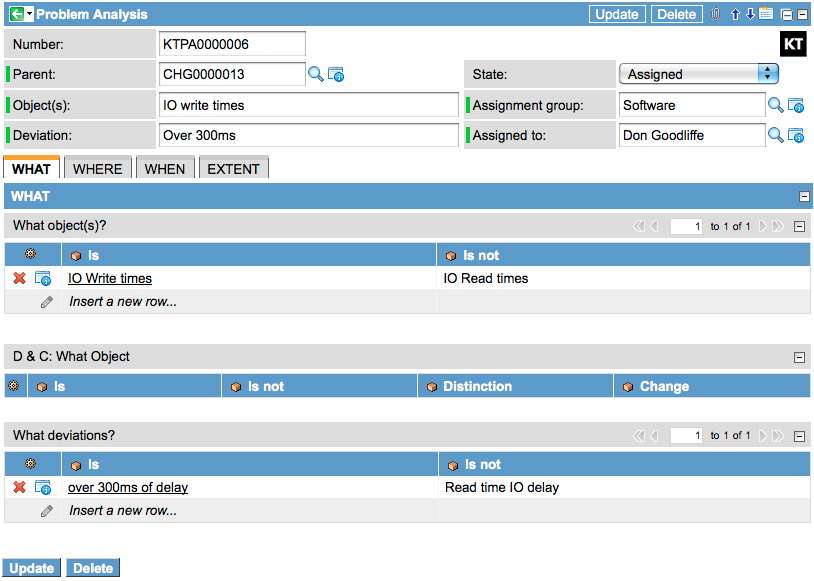 Problem Analysis Update Delete
Number: KTPA0000006 KT
Parent: CHG0000013 State: Assigned
Object(s): IO write times Assignment group: Software
Deviation: Over 300ms Assigned to: Don Goodliffe
WHAT WHERE WHEN EXTENT
WHAT
What object(s)? 1 to 1 of 1
Is Is not
IO Write times IO Read times
Insert a new row...
D & C: What Object
Is Is not Distinction Change
What deviations? 1 to 1 of 1
Is Is not
over 300ms of delay Read time IO delay
Insert a new row...
Update Delete